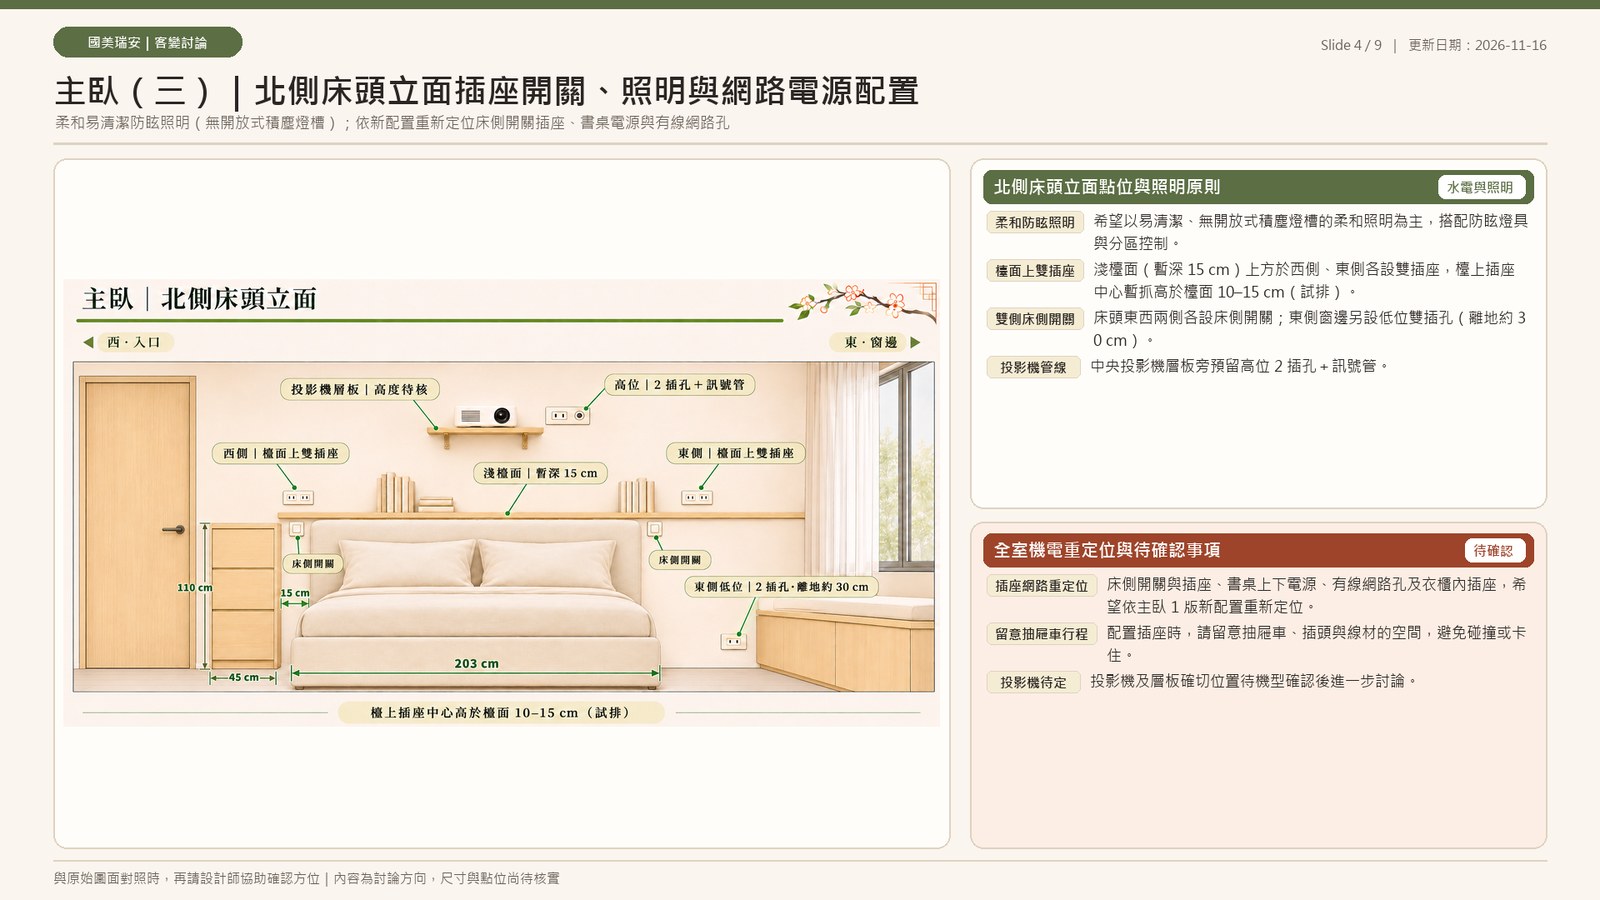 國美瑞安 | 客變討論
Slide 4 / 9 | 更新日期：2026-11-16
主臥（三）| 北側床頭立面插座開關、照明與網路電源配置
柔和易清潔防眩照明（無開放式積塵燈槽）；依新配置重新定位床側開關插座、書桌電源與有線網路孔
主臥｜北側床頭立面
西·入口
東·窗邊
投影機層板｜高度待核
高位｜2 插孔＋訊號管
西側｜檯面上雙插座
東側｜檯面上雙插座
淺檯面｜暫深 15 cm
床側開關
床側開關
110 cm
15 cm
東側低位｜2 插孔·離地約 30 cm
203 cm
45 cm
檯上插座中心高於檯面 10–15 cm（試排）
北側床頭立面點位與照明原則
水電與照明
柔和防眩照明 希望以易清潔、無開放式積塵燈槽的柔和照明為主，搭配防眩燈具
與分區控制。
檯面上雙插座 淺檯面（暫深 15 cm）上方於西側、東側各設雙插座，檯上插座
中心暫抓高於檯面 10–15 cm（試排）。
雙側床側開關 床頭東西兩側各設床側開關；東側窗邊另設低位雙插孔（離地約 3
0 cm）。
投影機管線 中央投影機層板旁預留高位 2 插孔 + 訊號管。
全室機電重定位與待確認事項
待確認
插座網路重定位 床側開關與插座、書桌上下電源、有線網路孔及衣櫃內插座，希
望依主臥 1 版新配置重新定位。
留意抽屜車行程 配置插座時，請留意抽屜車、插頭與線材的空間，避免碰撞或卡
住。
投影機待定 投影機及層板確切位置待機型確認後進一步討論。
與原始圖面對照時，再請設計師協助確認方位 | 內容為討論方向，尺寸與點位尚待核實